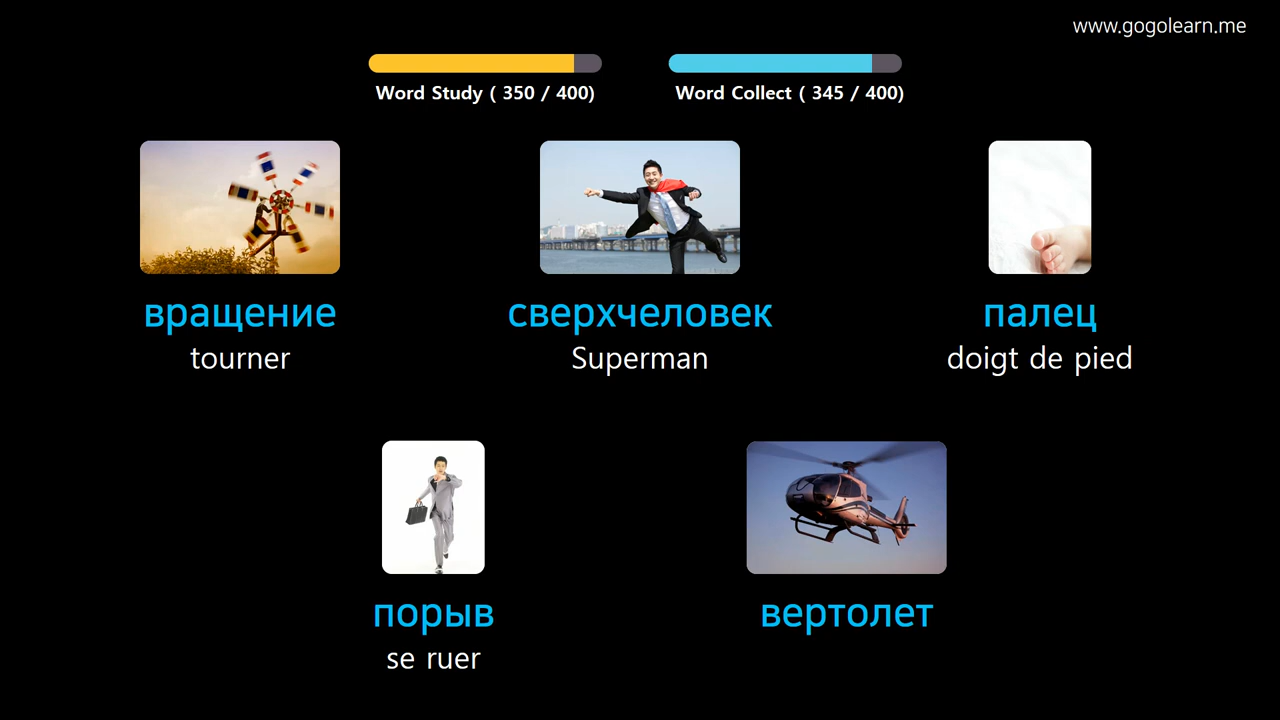 www.gogolearn.me
Word Study ( 350 / 400)
Word Collect ( 345 / 400)
вращение
tourner
сверхчеловек
Superman
палец
doigt de pied
порыв
se ruer
вертолет